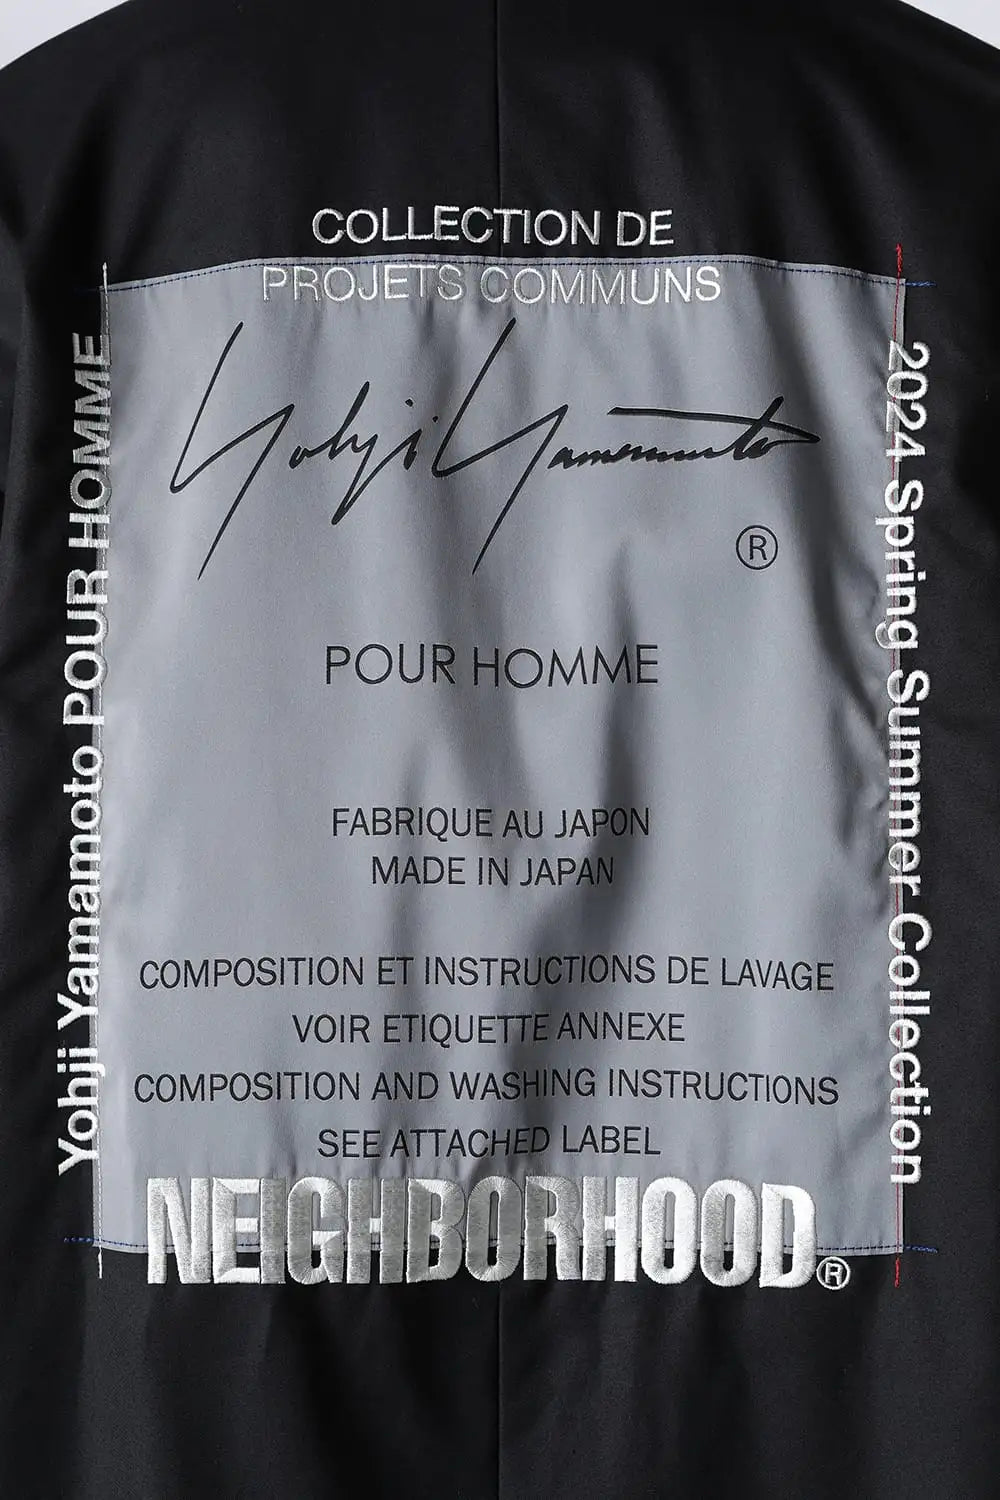 COLLECTION DE
PROJETS COMMUNS
Yohji Yamamoto POUR HOMME
2024 Spring Summer Collection
Yohji Yamamoto
®
POUR HOMME
FABRIQUE AU JAPON
MADE IN JAPAN
COMPOSITION ET INSTRUCTIONS DE LAVAGE
VOIR ETIQUETTE ANNEXE
COMPOSITION AND WASHING INSTRUCTIONS
SEE ATTACHED LABEL
NEIGHBORHOOD®